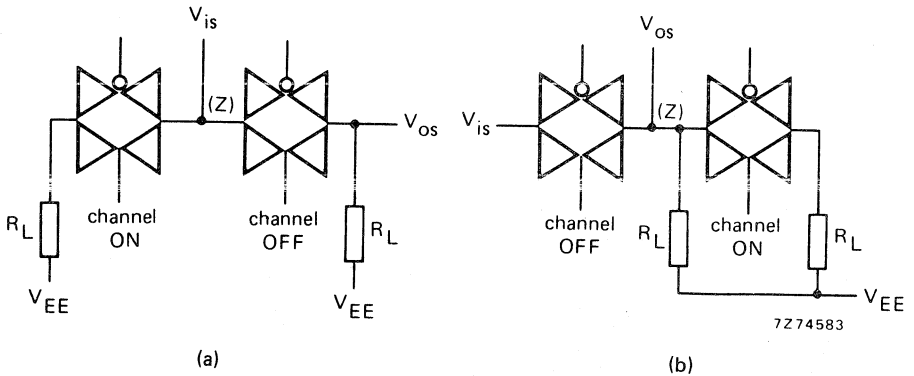 V_is
(Z)
V_os
channel
ON
channel
OFF
R_L
R_L
V_EE
V_EE
(a)
V_os
V_is
(Z)
channel
OFF
channel
ON
R_L
R_L
V_EE
7Z74583
(b)